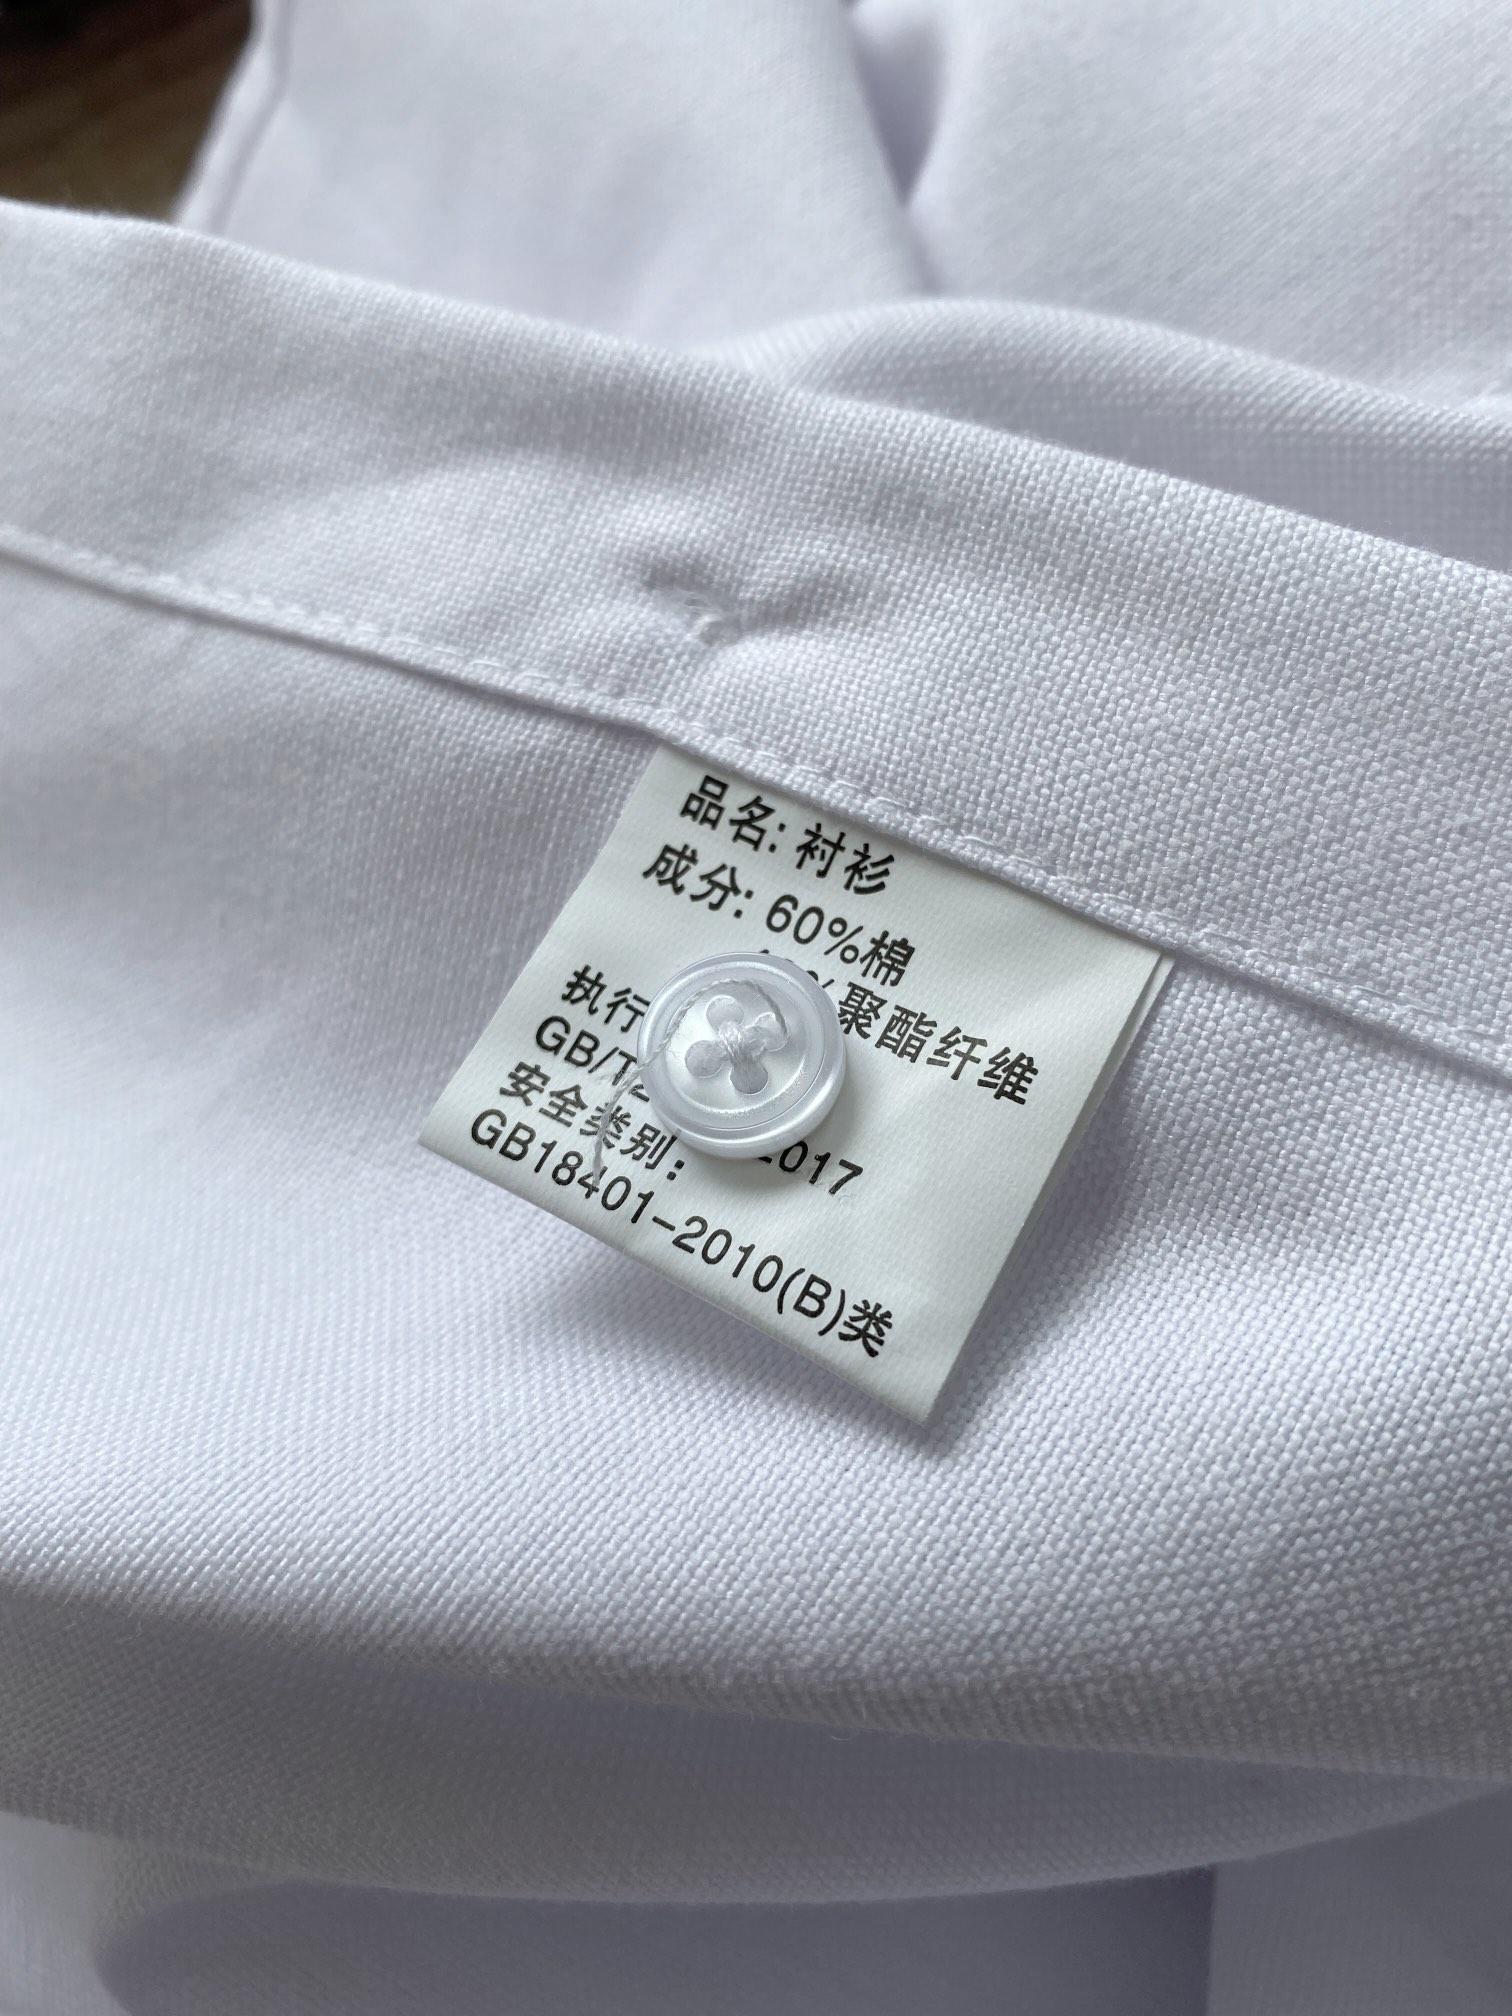 品名: 衬衫
成分: 60%棉
聚酯纤维
执行
GB/T 2017
安全类别:
GB18401-2010(B)类